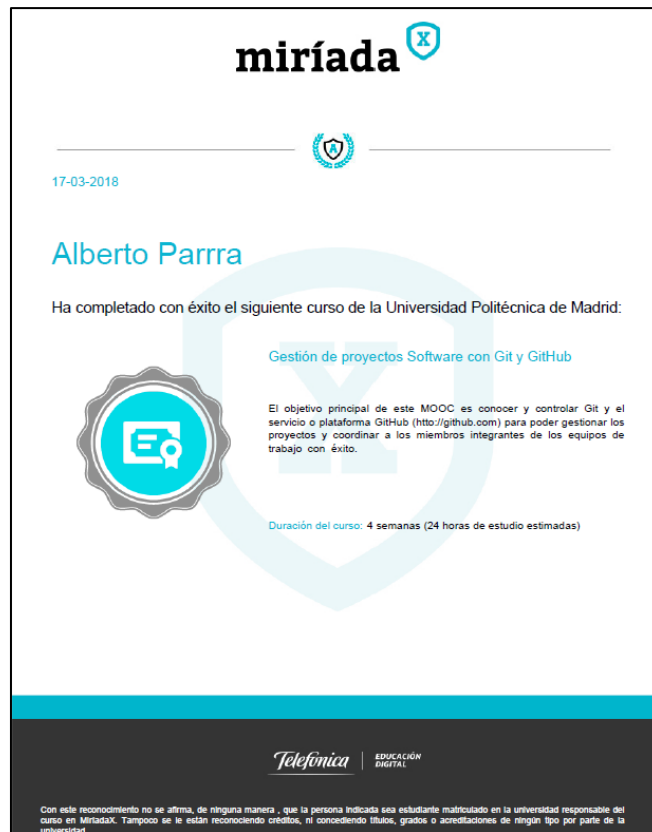 miríada X
A
17-03-2018
Alberto Parrra
Ha completado con éxito el siguiente curso de la Universidad Politécnica de Madrid:
Gestión de proyectos Software con Git y GitHub
El objetivo principal de este MOOC es conocer y controlar Git y el
servicio o plataforma GitHub (http://github.com) para poder gestionar los
proyectos y coordinar a los miembros integrantes de los equipos de
trabajo con éxito.
Duración del curso: 4 semanas (24 horas de estudio estimadas)
Telefónica | EDUCACIÓN
DIGITAL
Con este reconocimiento no se afirma, de ninguna manera , que la persona indicada sea estudiante matriculado en la universidad responsable del
curso en MiríadaX. Tampoco se le están reconociendo créditos, ni concediendo títulos, grados o acreditaciones de ningún tipo por parte de la
universidad.